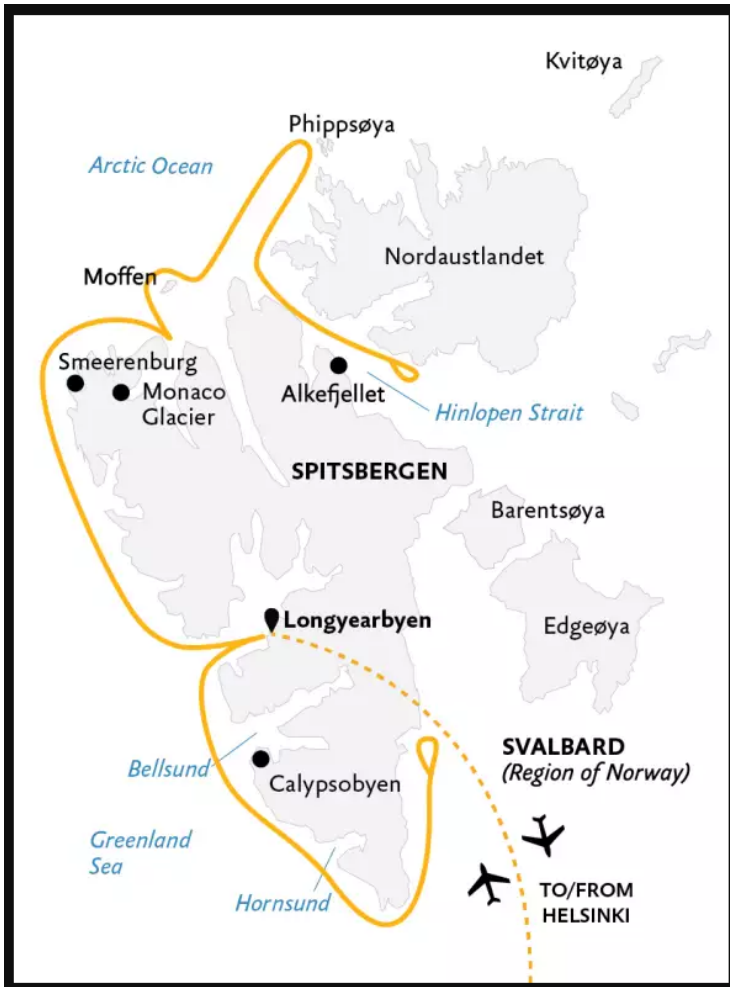 Kvitøya
Phippsøya
Arctic Ocean
Nordaustlandet
Moffen
Smeerenburg
Monaco
Glacier
Alkefjellet
Hinlopen Strait
SPITSBERGEN
Barentsøya
Longyearbyen
Edgeøya
SVALBARD
(Region of Norway)
Bellsund
Calypsobyen
Greenland
Sea
Hornsund
TO/FROM
HELSINKI